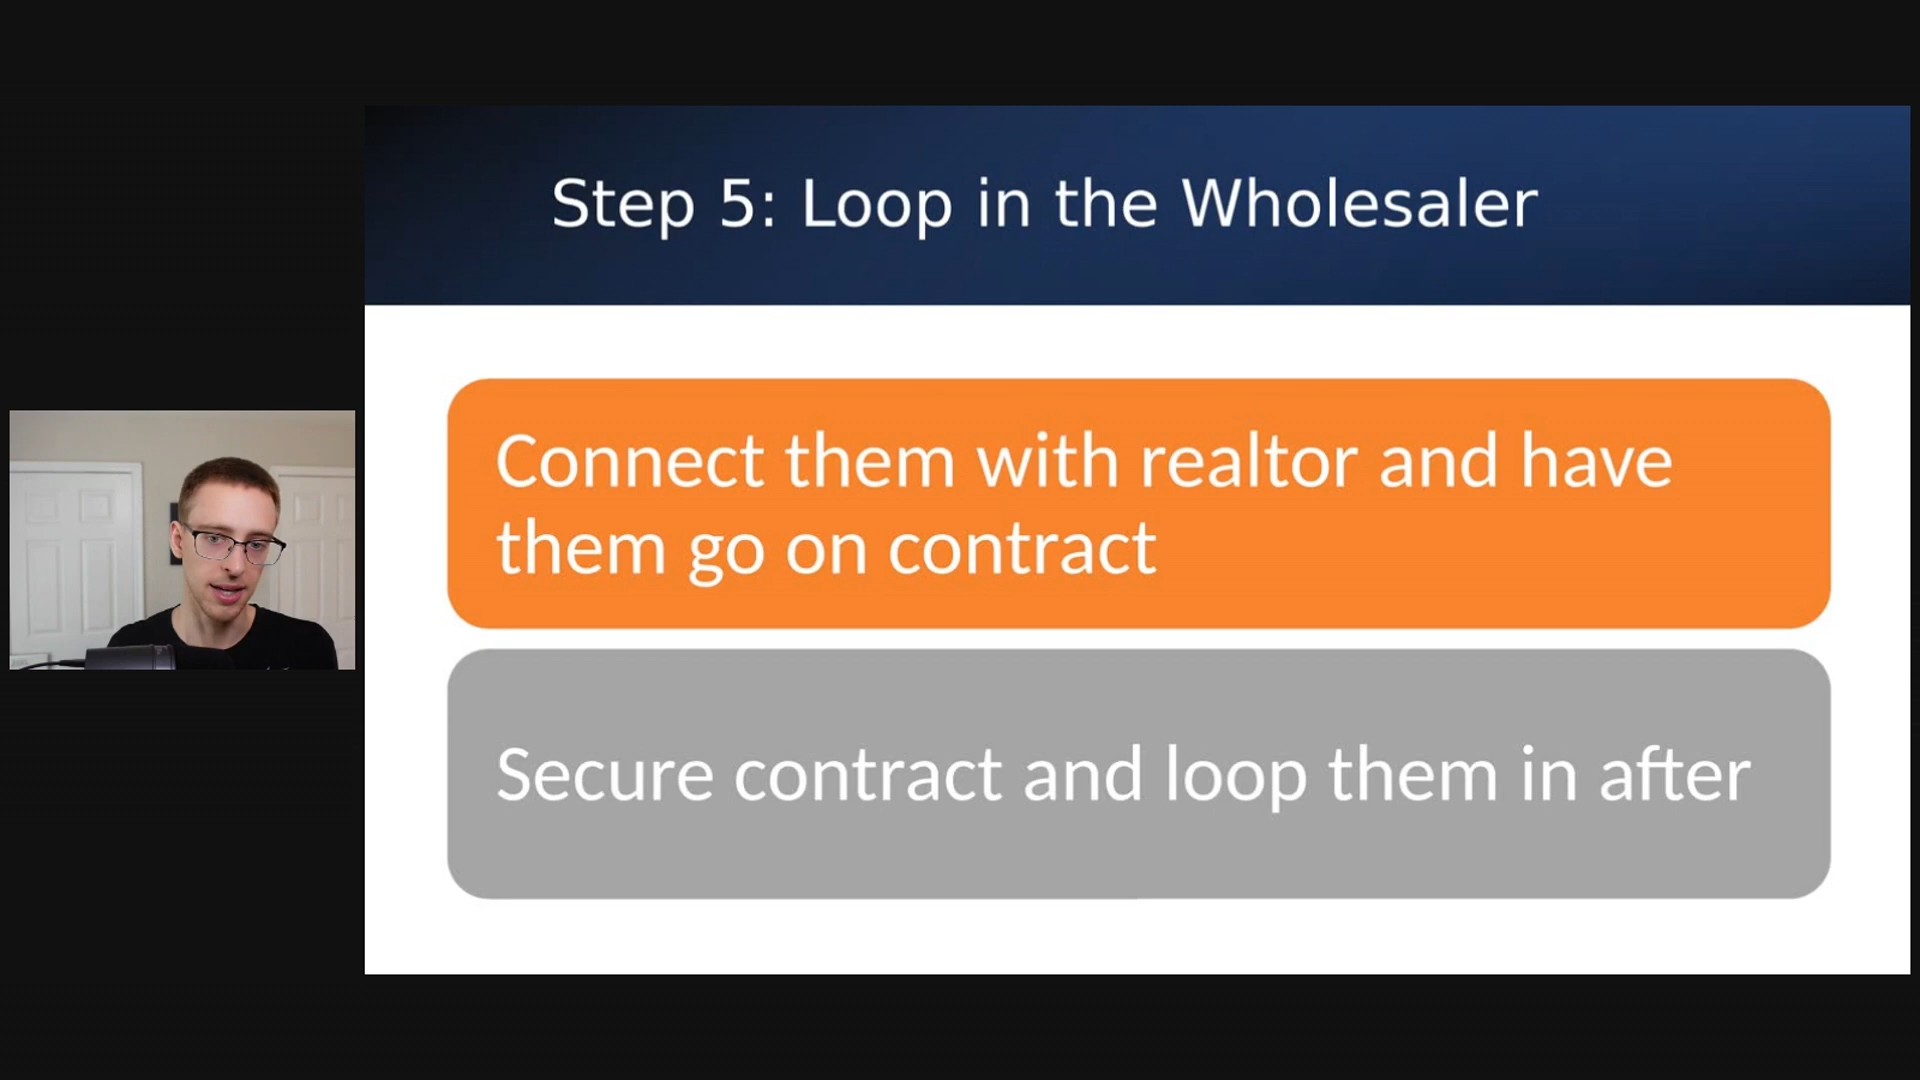 Step 5: Loop in the Wholesaler
Connect them with realtor and have
them go on contract
Secure contract and loop them in after